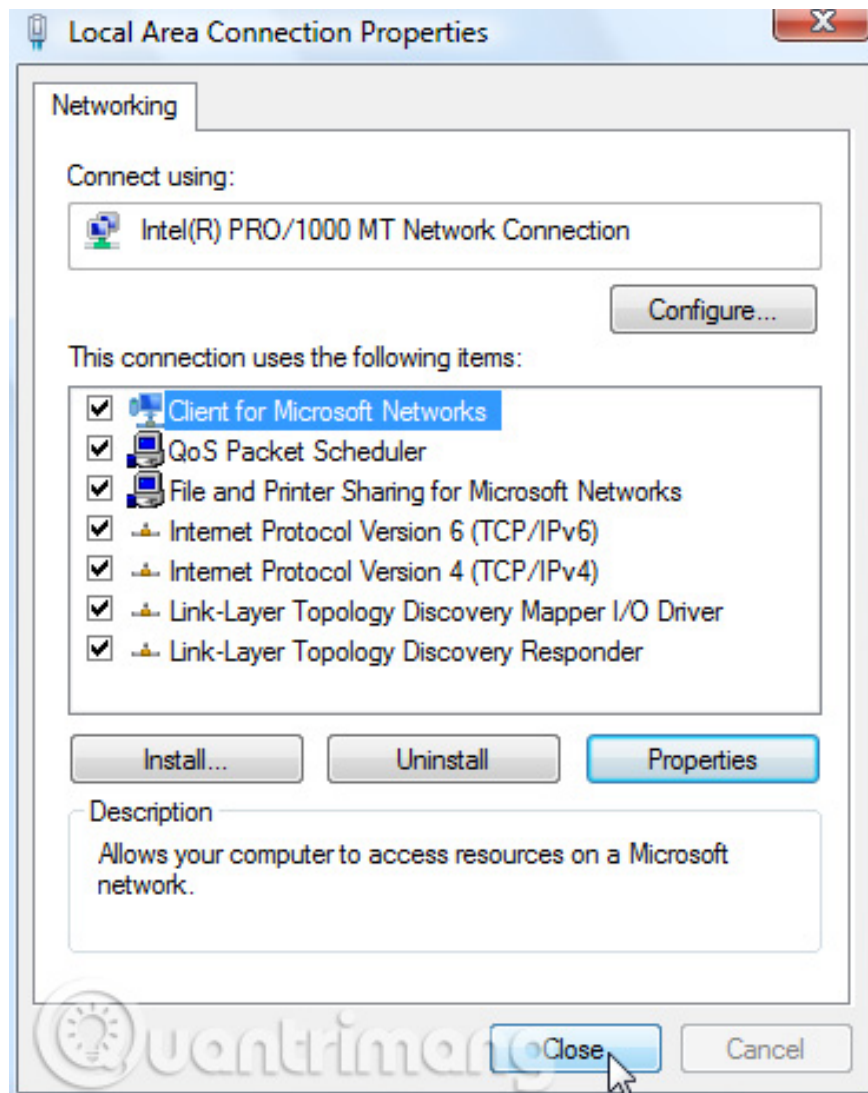 Local Area Connection Properties
Networking
Connect using:
Intel(R) PRO/1000 MT Network Connection
Configure...
This connection uses the following items:
Client for Microsoft Networks
QoS Packet Scheduler
File and Printer Sharing for Microsoft Networks
Internet Protocol Version 6 (TCP/IPv6)
Internet Protocol Version 4 (TCP/IPv4)
Link-Layer Topology Discovery Mapper I/O Driver
Link-Layer Topology Discovery Responder
Install...
Uninstall
Properties
Description
Allows your computer to access resources on a Microsoft
network.
Quantrimang
Close
Cancel